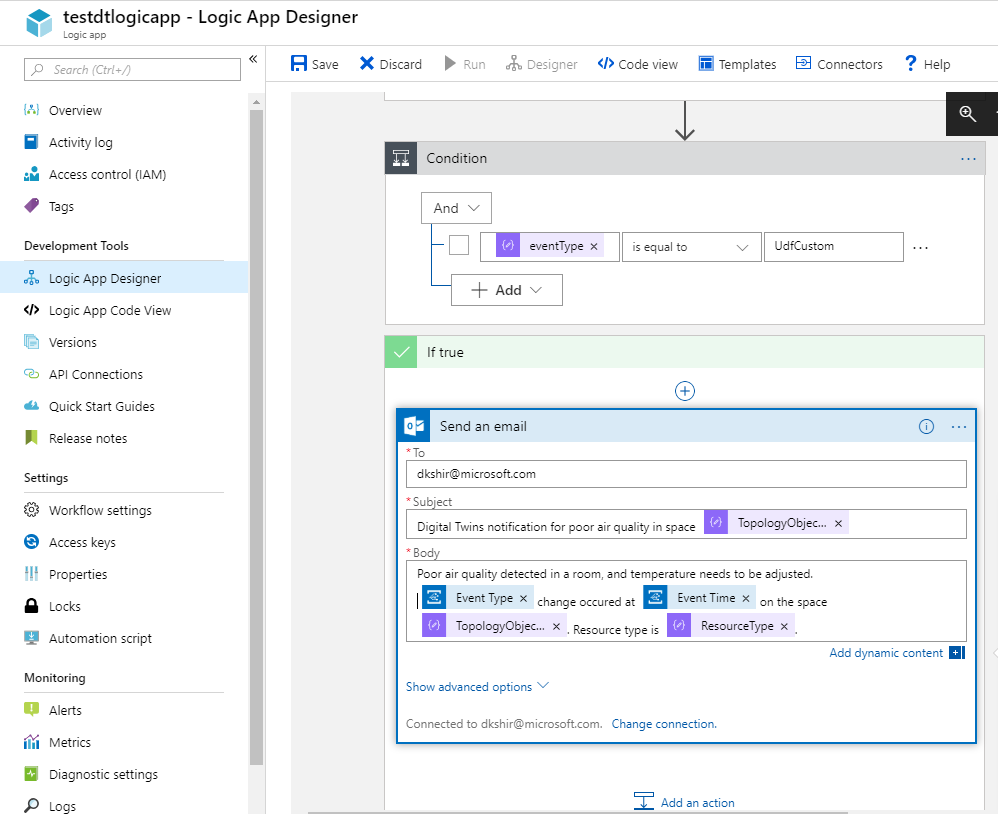 testdtlogicapp - Logic App Designer
Logic app
Search (Ctrl+/)
«
Overview
Activity log
Access control (IAM)
Tags
Development Tools
Logic App Designer
Logic App Code View
Versions
API Connections
Quick Start Guides
Release notes
Settings
Workflow settings
Access keys
Properties
Locks
Automation script
Monitoring
Alerts
Metrics
Diagnostic settings
Logs
Save Discard Run Designer Code view Templates Connectors Help
Condition ...
And
eventType × is equal to UdfCustom ...
+ Add
If true
Send an email ...
* To
dkshir@microsoft.com
* Subject
Digital Twins notification for poor air quality in space TopologyObjec... ×
* Body
Poor air quality detected in a room, and temperature needs to be adjusted.
Event Type × change occured at Event Time × on the space
TopologyObjec... × . Resource type is ResourceType × .
Add dynamic content
Show advanced options
Connected to dkshir@microsoft.com. Change connection.
Add an action